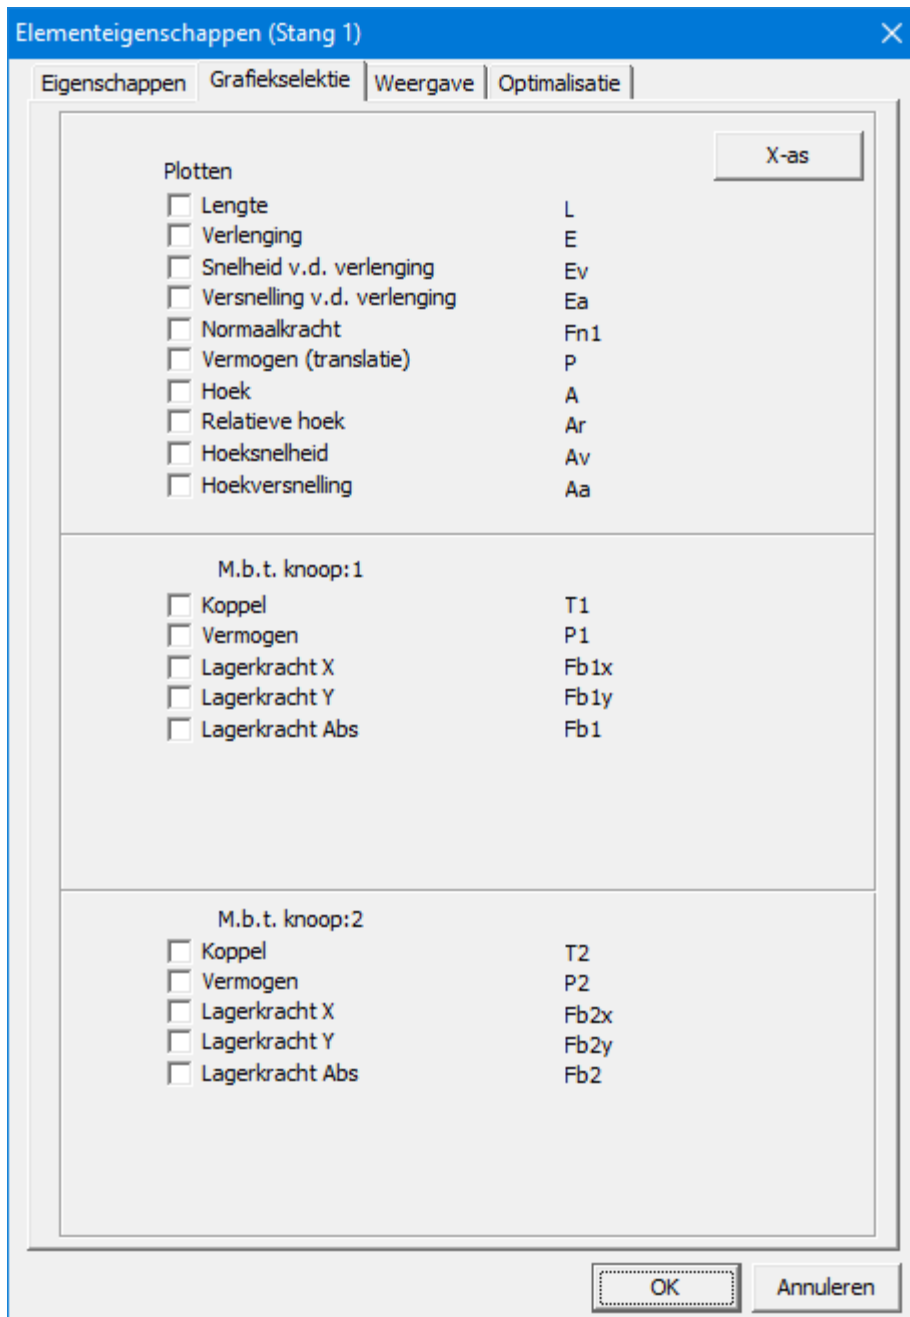 Elementeigenschappen (Stang 1)
Eigenschappen Grafiekselektie Weergave Optimalisatie
X-as
Plotten
Lengte L
Verlenging E
Snelheid v.d. verlenging Ev
Versnelling v.d. verlenging Ea
Normaalkracht Fn1
Vermogen (translatie) P
Hoek A
Relatieve hoek Ar
Hoeksnelheid Av
Hoekversnelling Aa
M.b.t. knoop:1
Koppel T1
Vermogen P1
Lagerkracht X Fb1x
Lagerkracht Y Fb1y
Lagerkracht Abs Fb1
M.b.t. knoop:2
Koppel T2
Vermogen P2
Lagerkracht X Fb2x
Lagerkracht Y Fb2y
Lagerkracht Abs Fb2
OK Annuleren